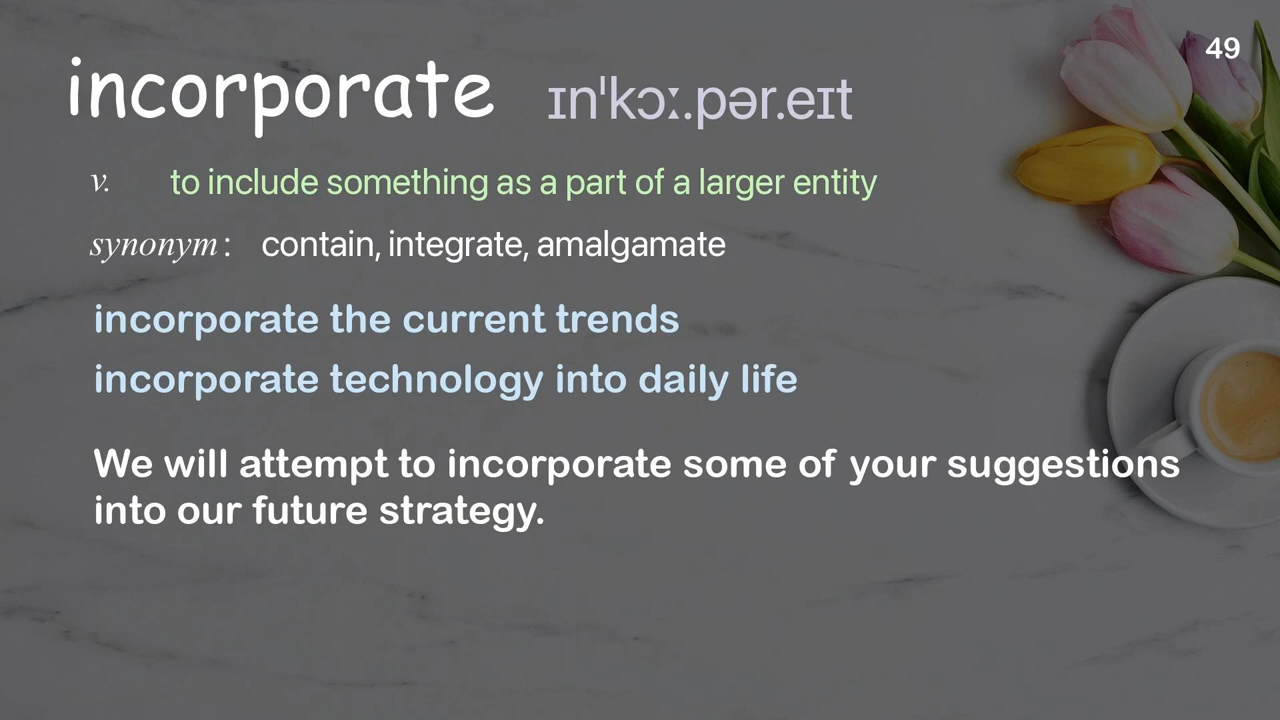 49
incorporate ɪnˈkɔː.pər.eɪt
v. to include something as a part of a larger entity
synonym : contain, integrate, amalgamate
incorporate the current trends
incorporate technology into daily life
We will attempt to incorporate some of your suggestions
into our future strategy.